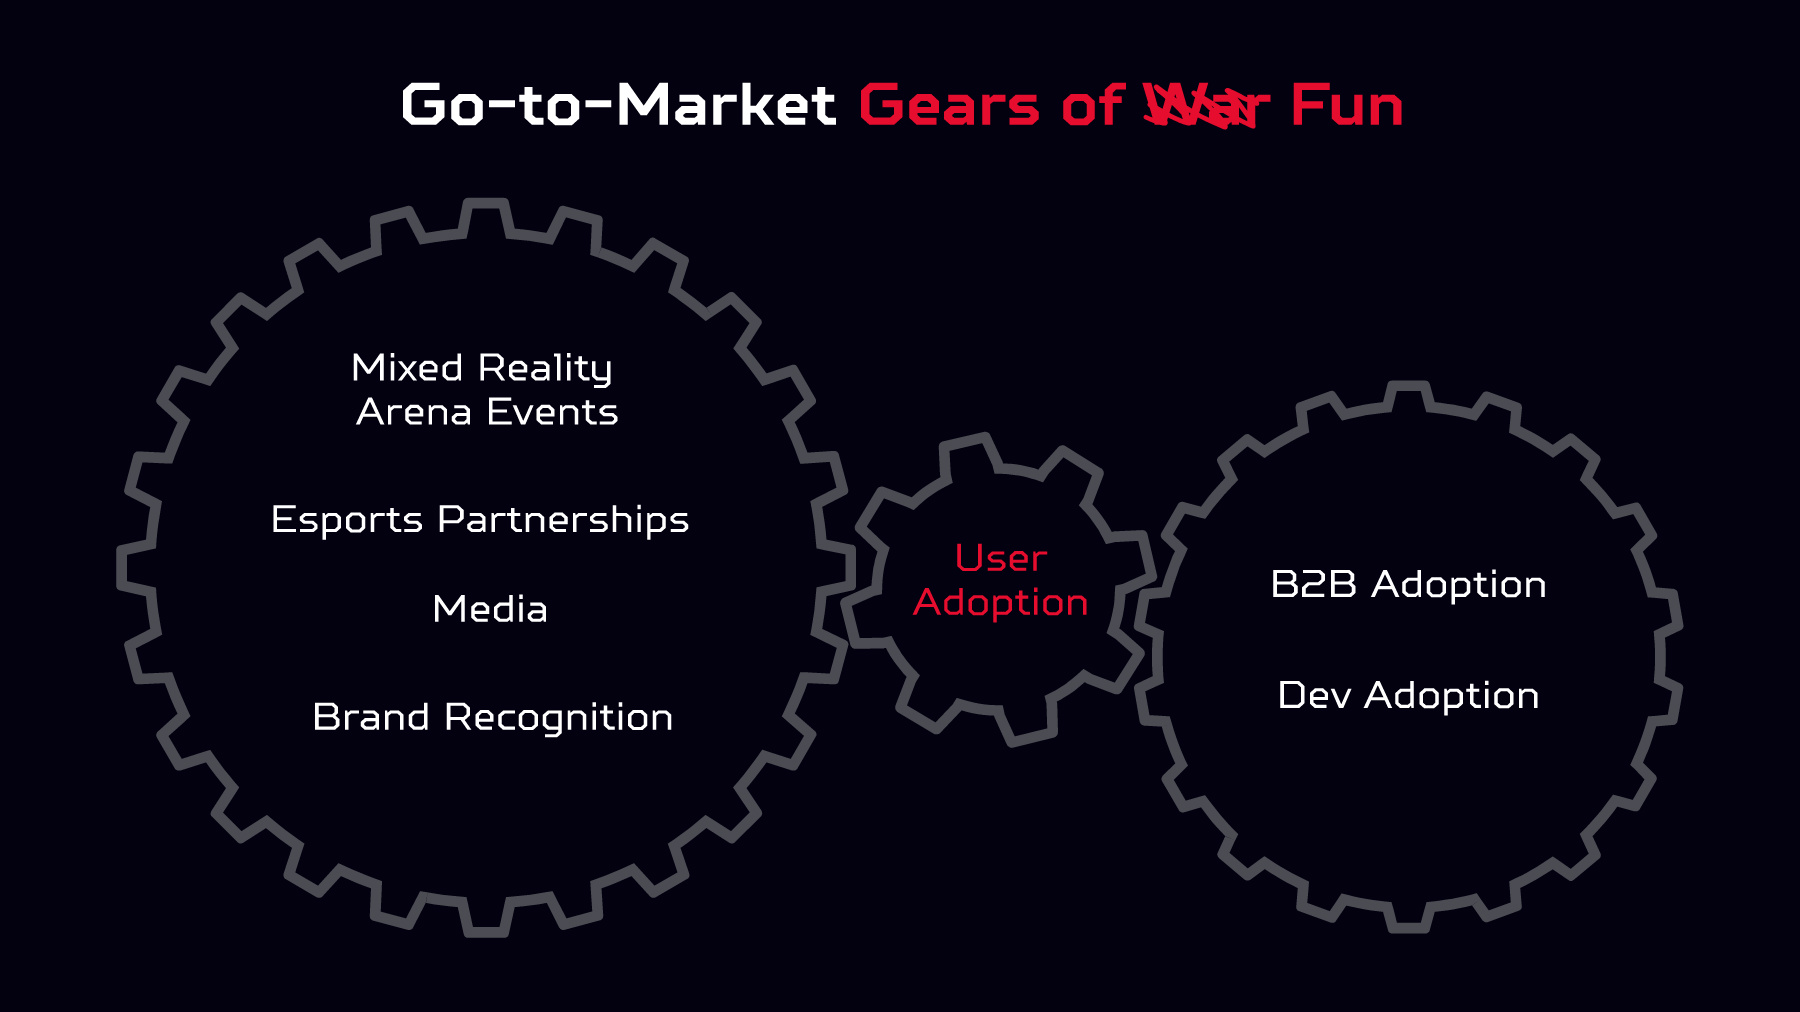 Go-to-Market Gears of War Fun
Mixed Reality
Arena Events
Esports Partnerships
Media
Brand Recognition
User
Adoption
B2B Adoption
Dev Adoption